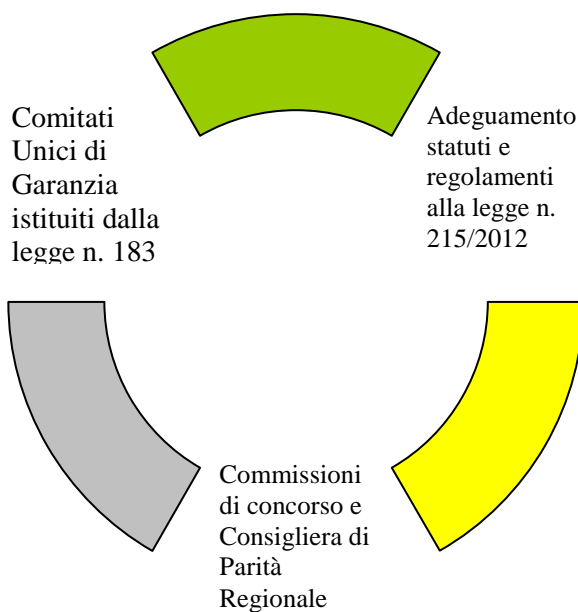 Comitati
Unici di
Garanzia
istituiti dalla
legge n. 183
Adeguamento
statuti e
regolamenti
alla legge n.
215/2012
Commissioni
di concorso e
Consigliera di
Parità
Regionale